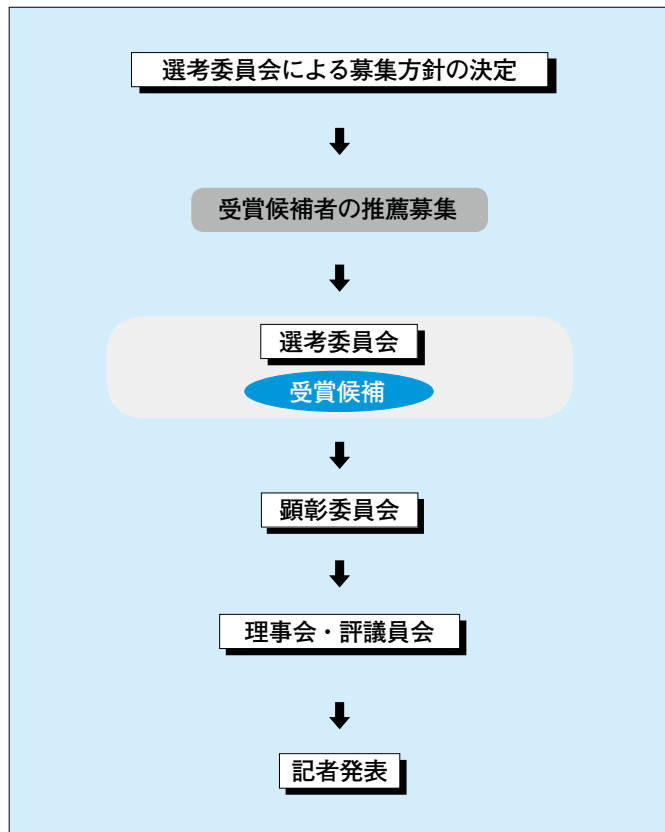 選考委員会による募集方針の決定
受賞候補者の推薦募集
選考委員会
受賞候補
顕彰委員会
理事会・評議員会
記者発表